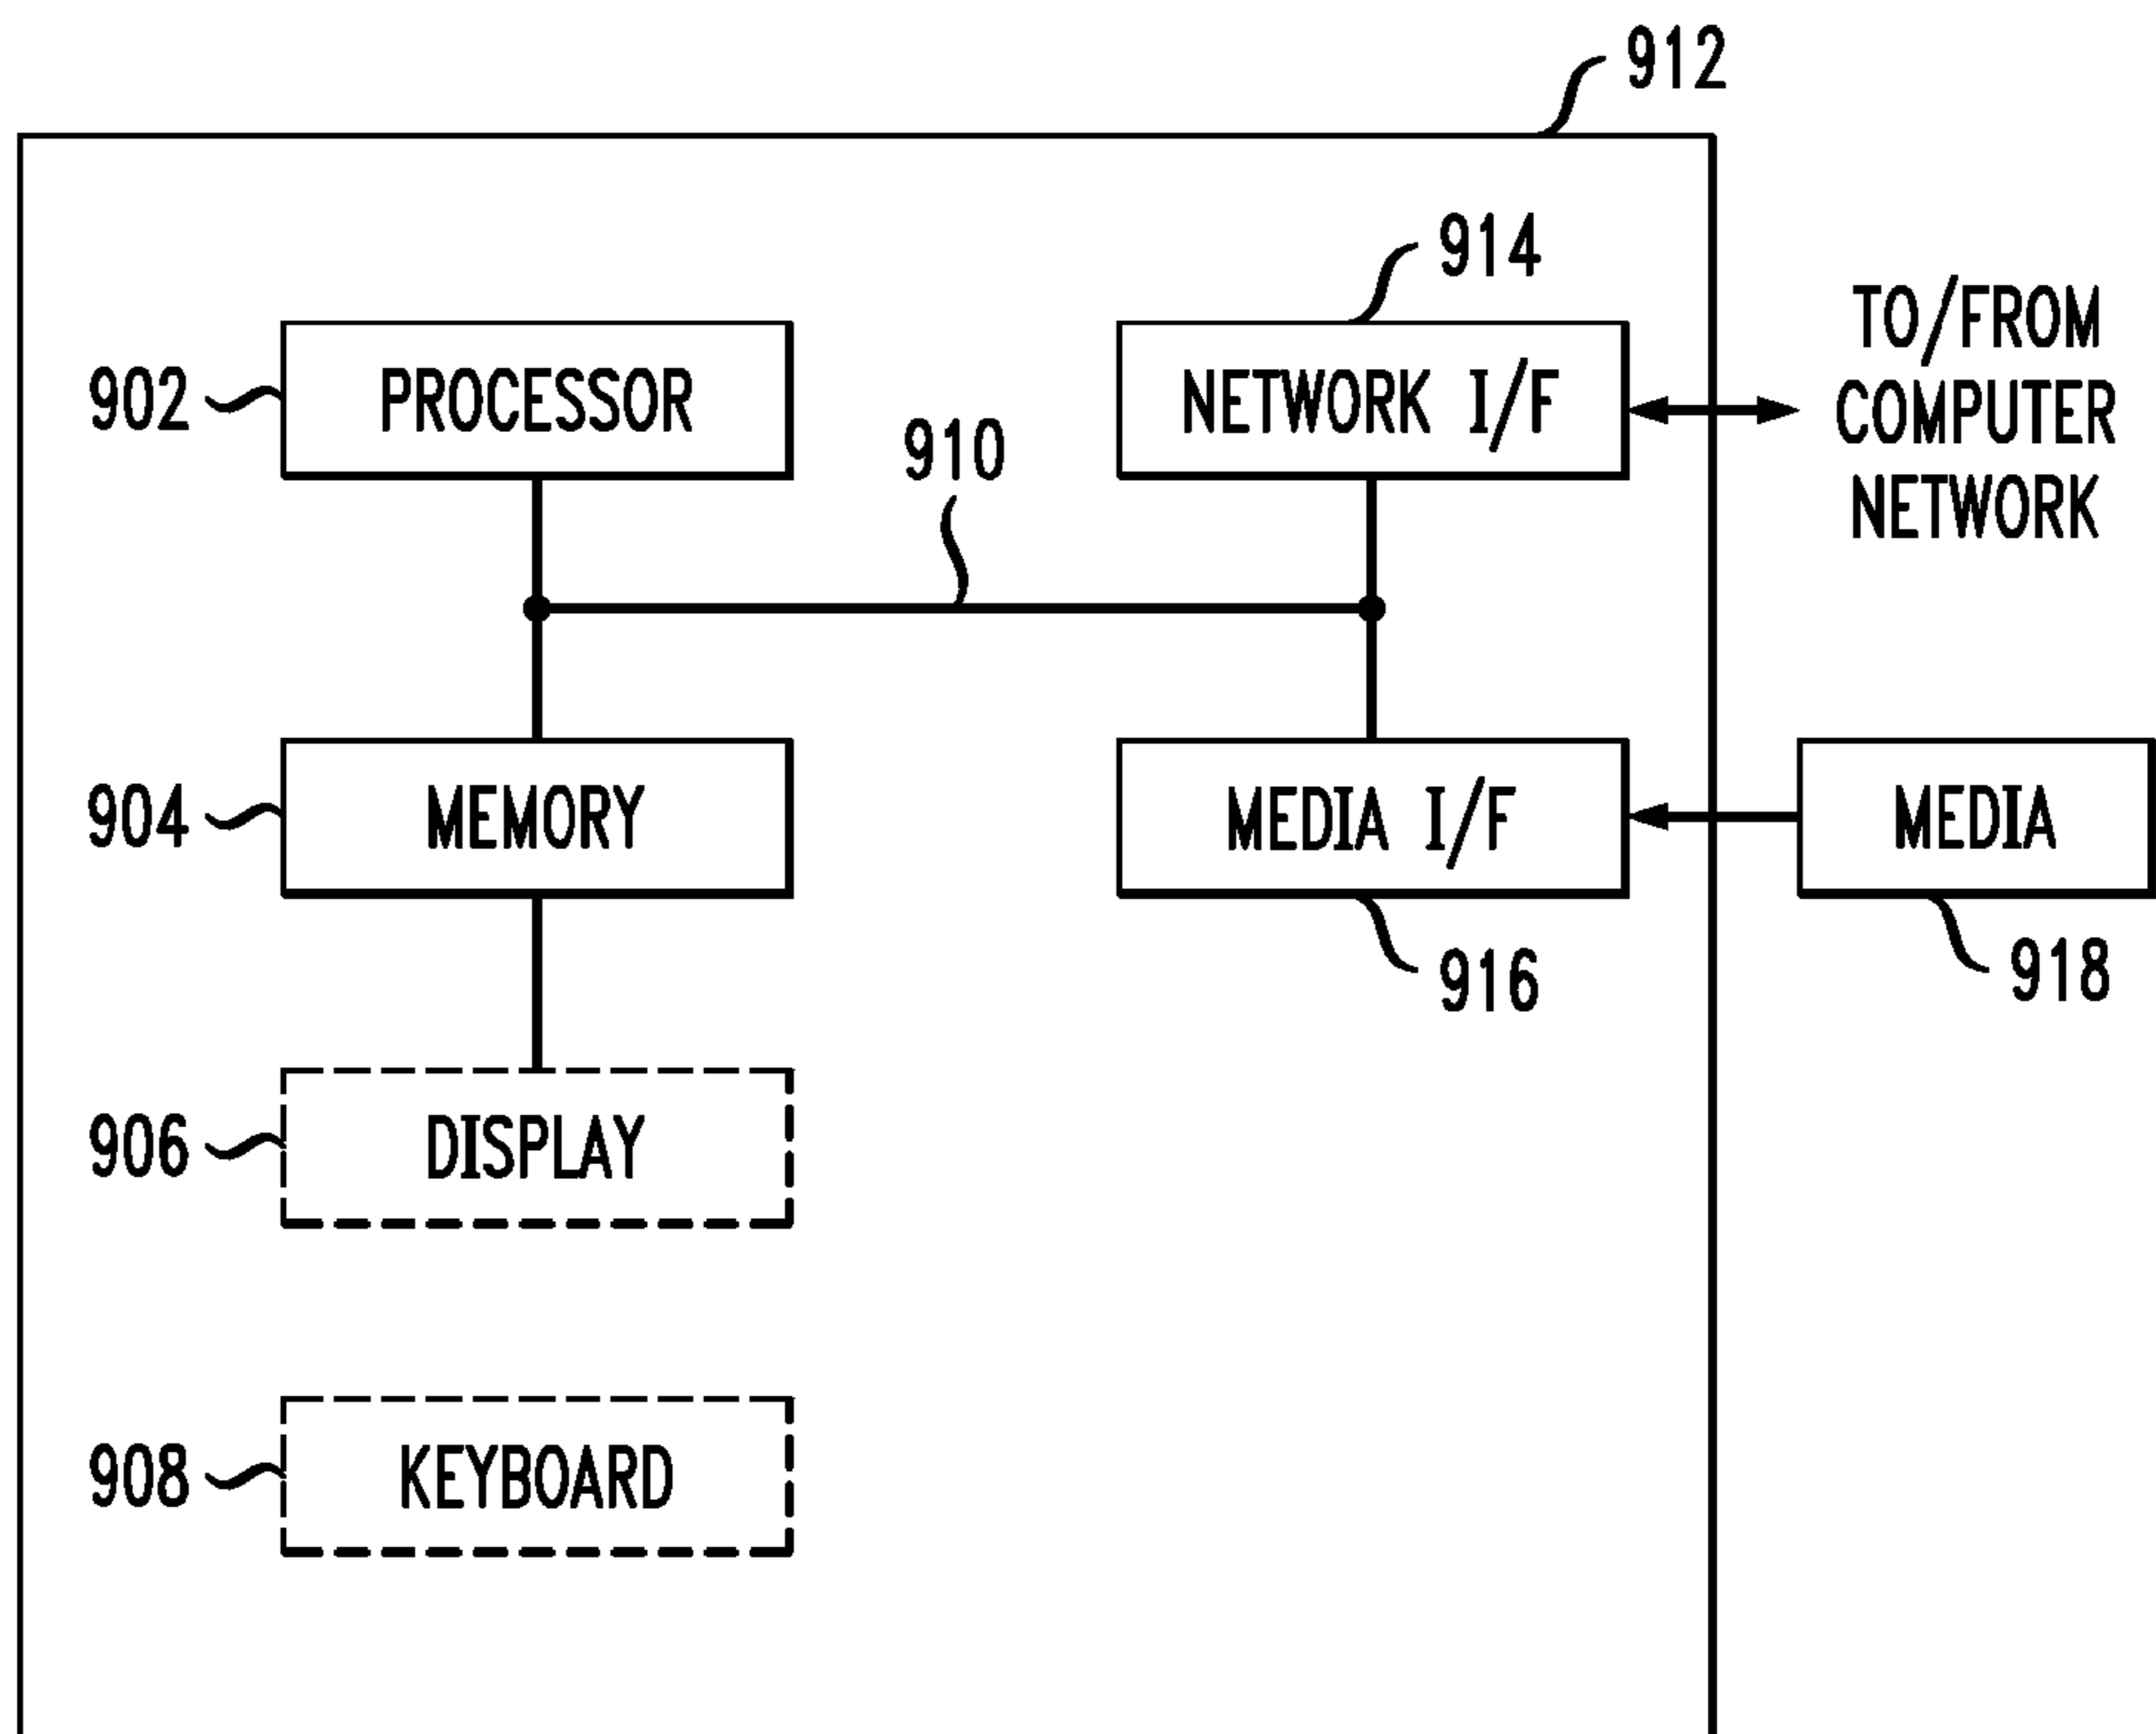 912
914
902
PROCESSOR
NETWORK I/F
TO/FROM
COMPUTER
NETWORK
910
904
MEMORY
MEDIA I/F
MEDIA
916
918
906
DISPLAY
908
KEYBOARD